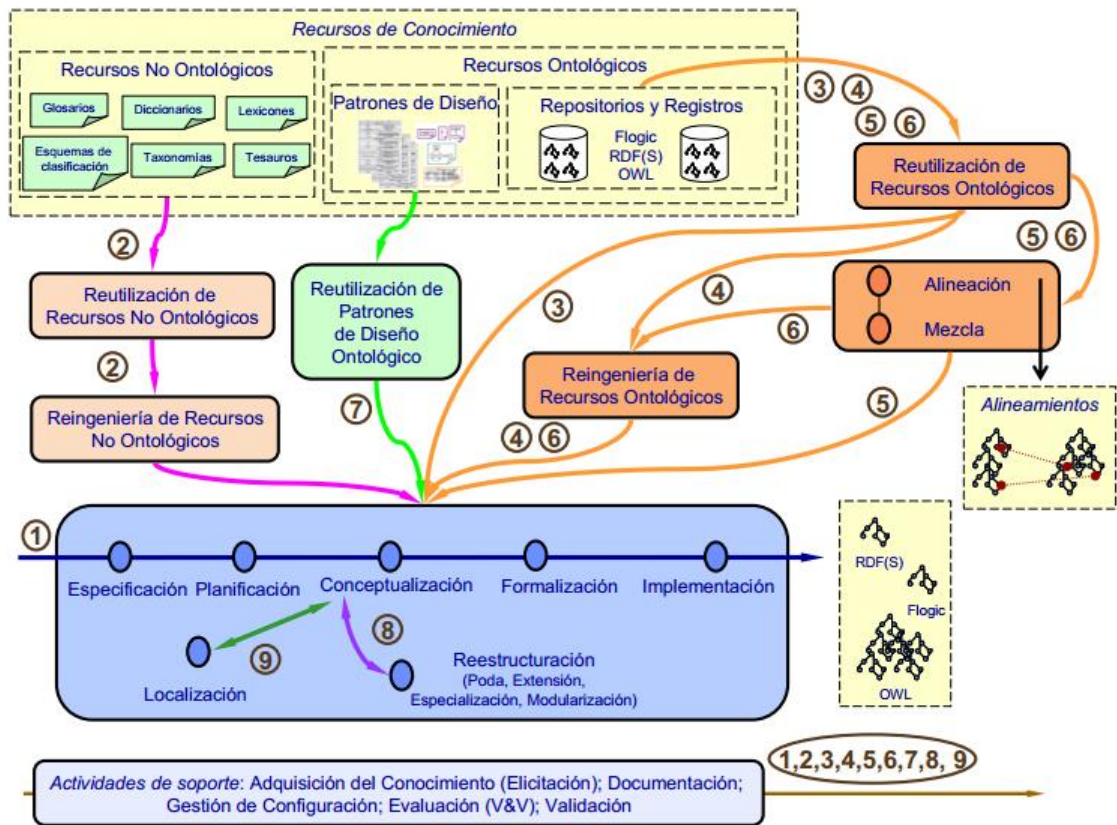 Recursos de Conocimiento
Recursos No Ontológicos
Glosarios
Diccionarios
Lexicones
Esquemas de
clasificación
Taxonomías
Tesauros
Recursos Ontológicos
Patrones de Diseño
Repositorios y Registros
Flogic
RDF(S)
OWL
3 4
5 6
Reutilización de
Recursos Ontológicos
2
5 6
Reutilización de
Recursos No Ontológicos
Reutilización de
Patrones
de Diseño
Ontológico
3
4
Alineación
Mezcla
6
2
Reingeniería de
Recursos Ontológicos
Reingeniería de Recursos
No Ontológicos
7
4 6
5
Alineamientos
1
Especificación
Planificación
Conceptualización
Formalización
Implementación
9
8
Localización
Reestructuración
(Poda, Extensión,
Especialización, Modularización)
RDF(S)
Flogic
OWL
1,2,3,4,5,6,7,8, 9
Actividades de soporte: Adquisición del Conocimiento (Elicitación); Documentación;
Gestión de Configuración; Evaluación (V&V); Validación